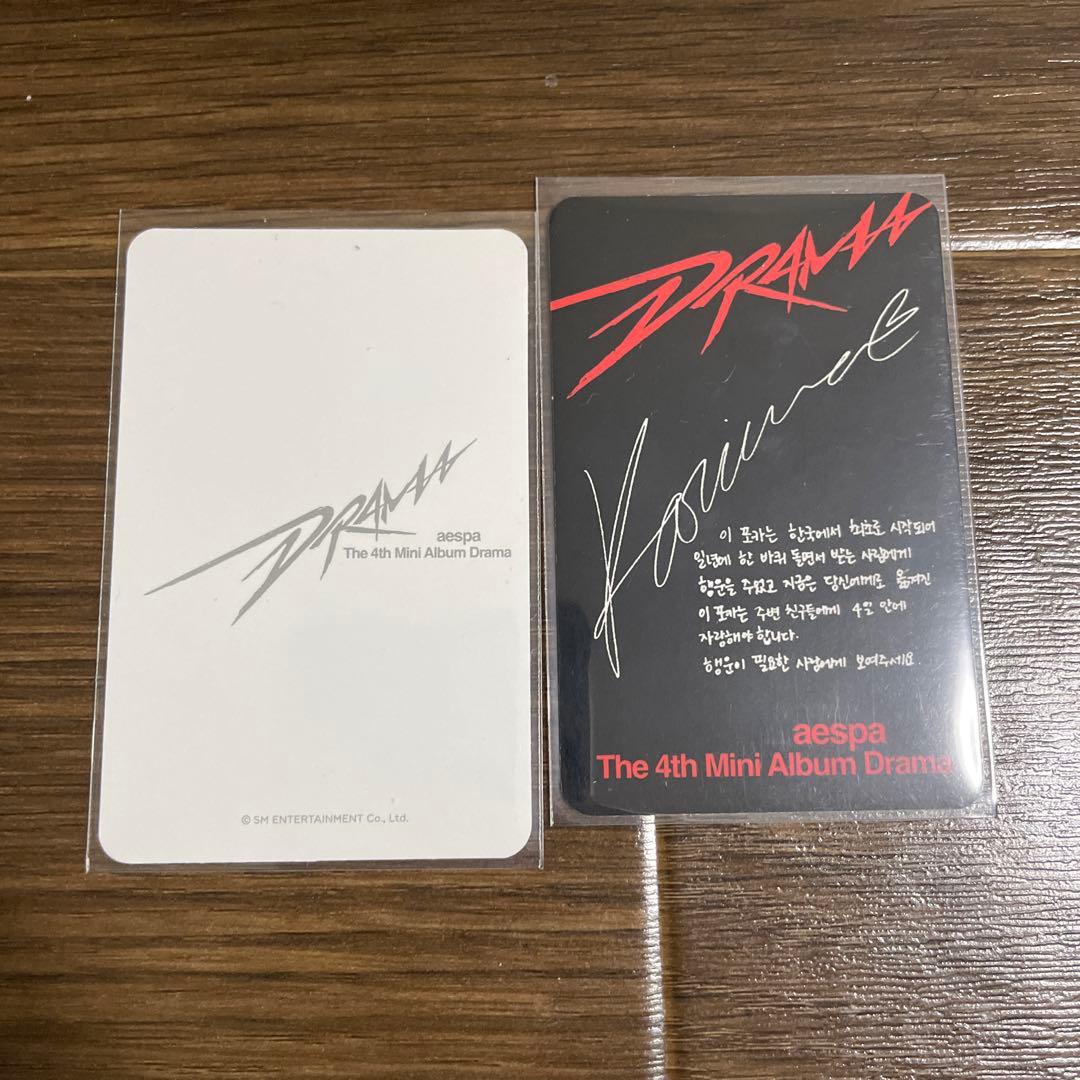 DRAMA
aespa
The 4th Mini Album Drama
© SM ENTERTAINMENT Co., Ltd.
DRAMA
Karina
이 포카는 한국에서 최초로 시작되어
일년에 한 바퀴 돌면서 받는 사람에게
행운을 주었고 지금은 당신에게로 옮겨진
이 포카는 주변 친구들에게 4일 안에
자랑해야 합니다.
행운이 필요한 사람에게 보여주세요.
aespa
The 4th Mini Album Drama